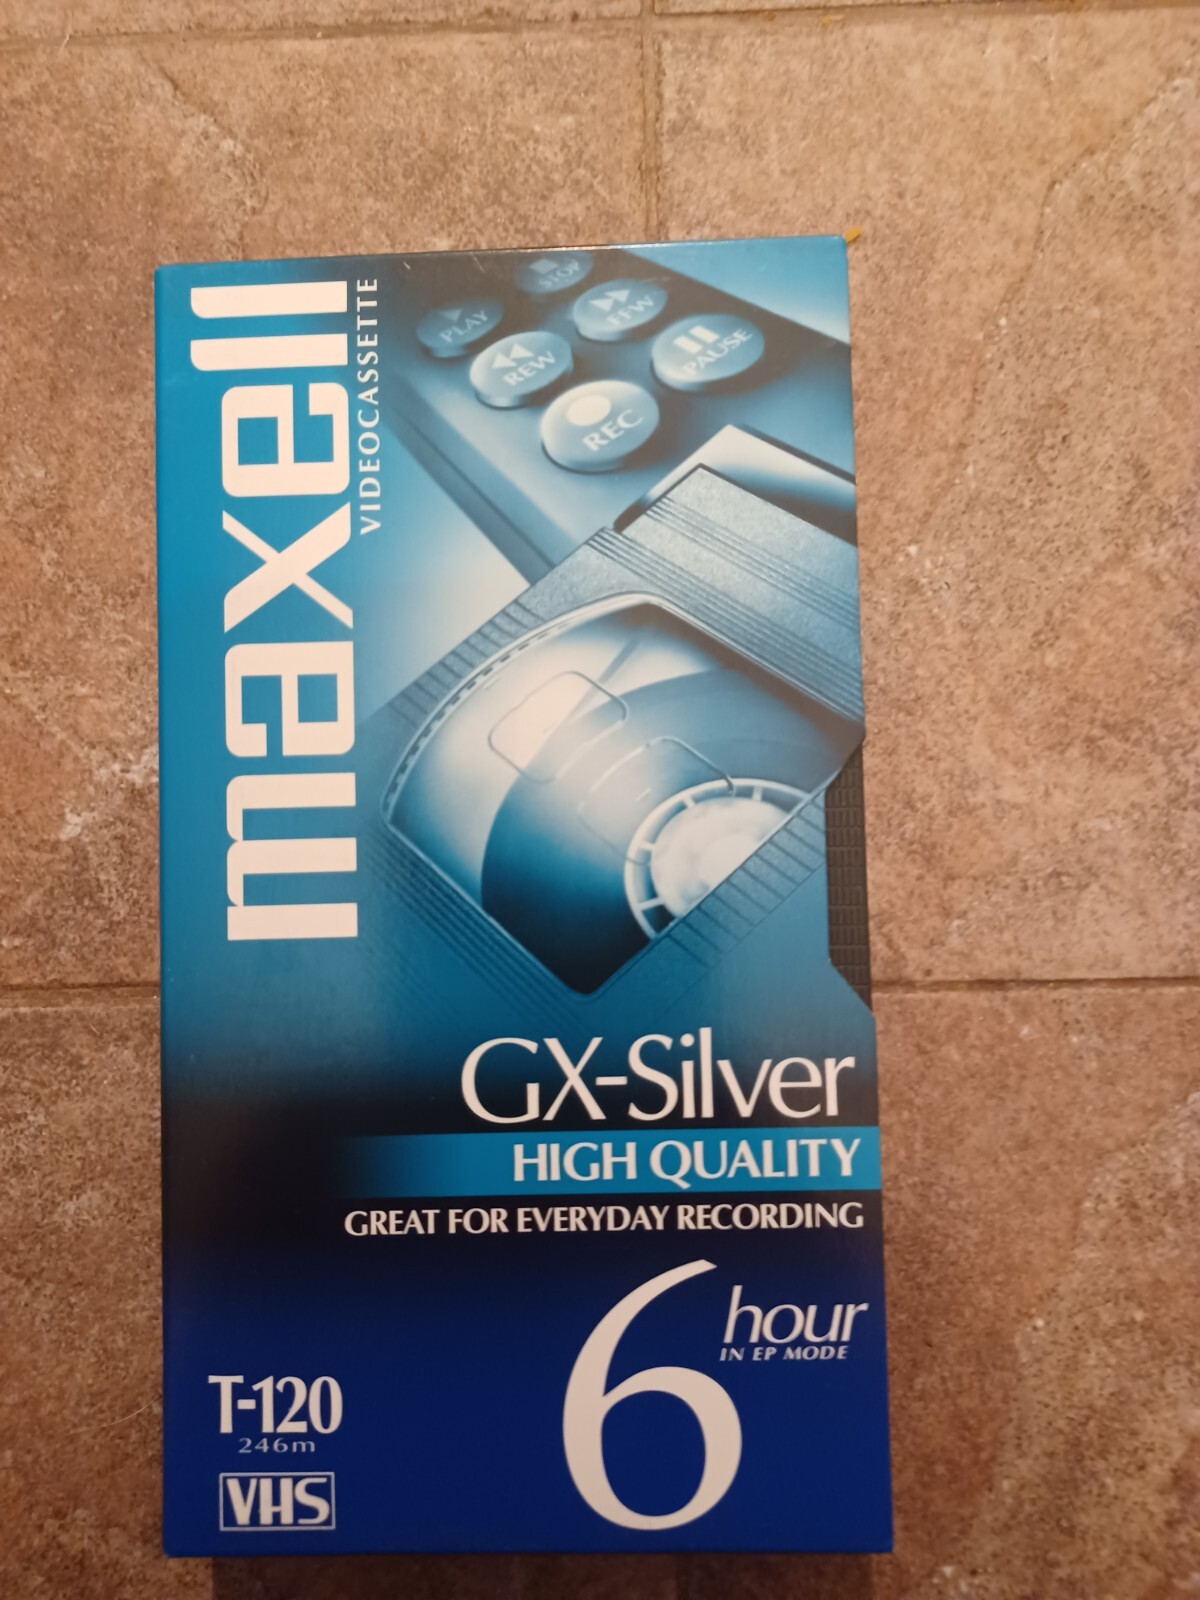 maxell
VIDEOCASSETTE
STOP
PLAY
FFW
REW
PAUSE
REC
GX-Silver
HIGH QUALITY
GREAT FOR EVERYDAY RECORDING
6 hour
IN EP MODE
T-120
246m
VHS